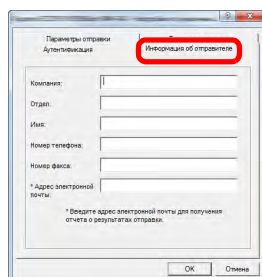 Параметры отправки
Аутентификация
Информация об отправителе
Компания:
Отдел:
Имя:
Номер телефона:
Номер факса:
* Адрес электронной
почты:
* Введите адрес электронной почты для получения
отчета о результатах отправки.
OK
Отмена